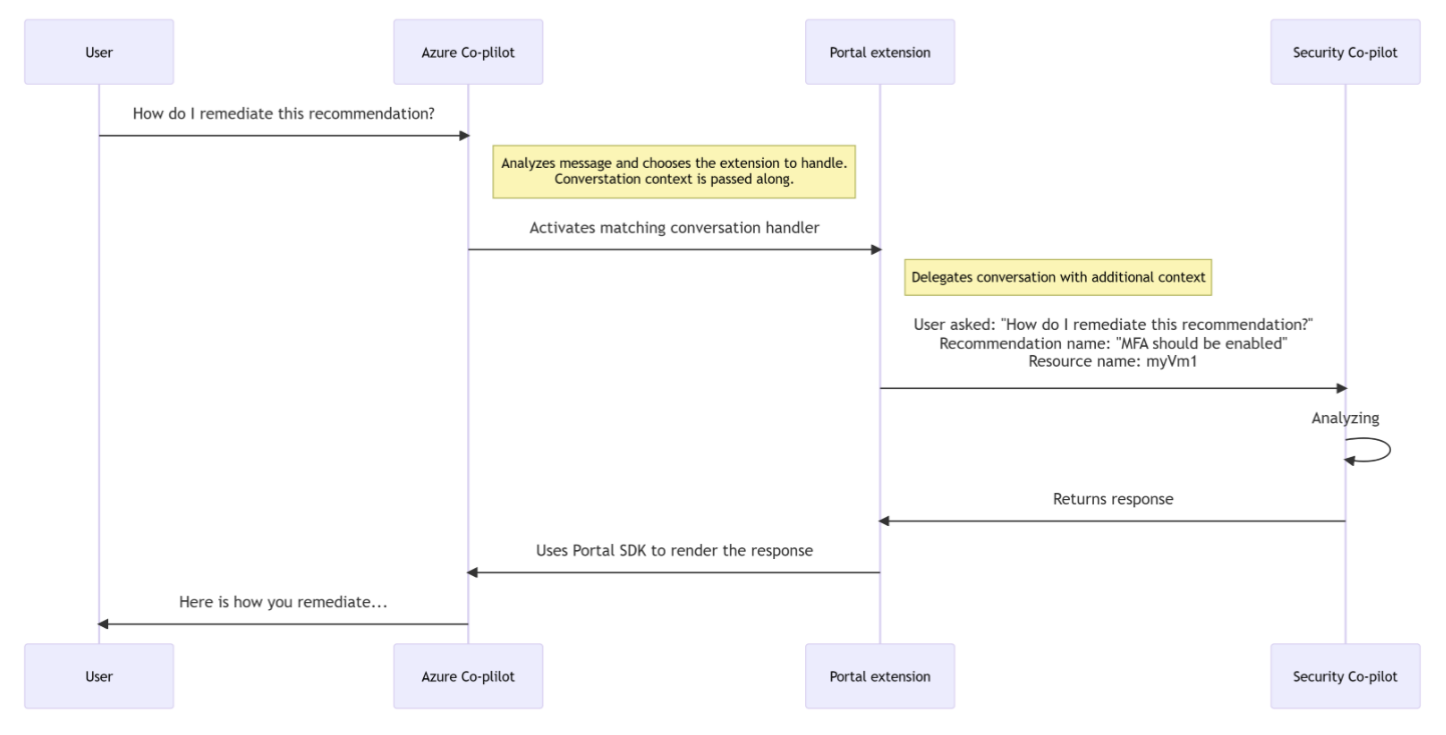 User
Azure Co-plilot
Portal extension
Security Co-pilot
How do I remediate this recommendation?
Analyzes message and chooses the extension to handle.
Converstation context is passed along.
Activates matching conversation handler
Delegates conversation with additional context
User asked: "How do I remediate this recommendation?"
Recommendation name: "MFA should be enabled"
Resource name: myVm1
Analyzing
Returns response
Uses Portal SDK to render the response
Here is how you remediate...
User
Azure Co-plilot
Portal extension
Security Co-pilot